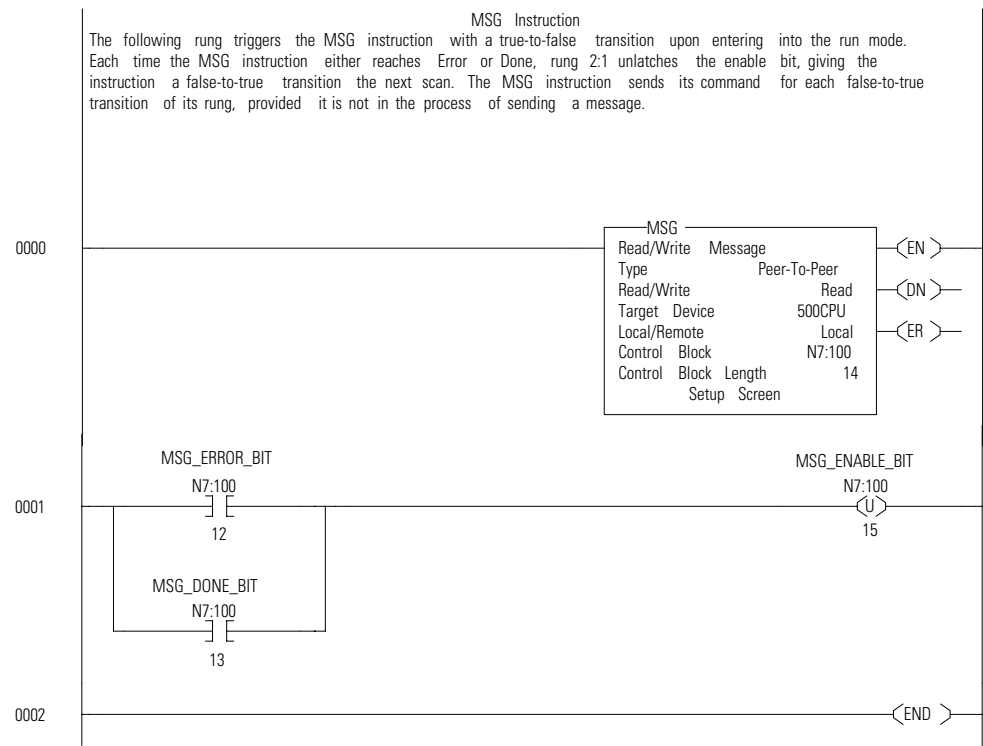 MSG Instruction
The following rung triggers the MSG instruction with a true-to-false transition upon entering into the run mode.
Each time the MSG instruction either reaches Error or Done, rung 2:1 unlatches the enable bit, giving the
instruction a false-to-true transition the next scan. The MSG instruction sends its command for each false-to-true
transition of its rung, provided it is not in the process of sending a message.
0000
MSG
Read/Write Message
Type Peer-To-Peer
Read/Write Read
Target Device 500CPU
Local/Remote Local
Control Block N7:100
Control Block Length 14
Setup Screen
EN
DN
ER
0001
MSG_ERROR_BIT
N7:100
12
MSG_DONE_BIT
N7:100
13
MSG_ENABLE_BIT
N7:100
U
15
0002
END